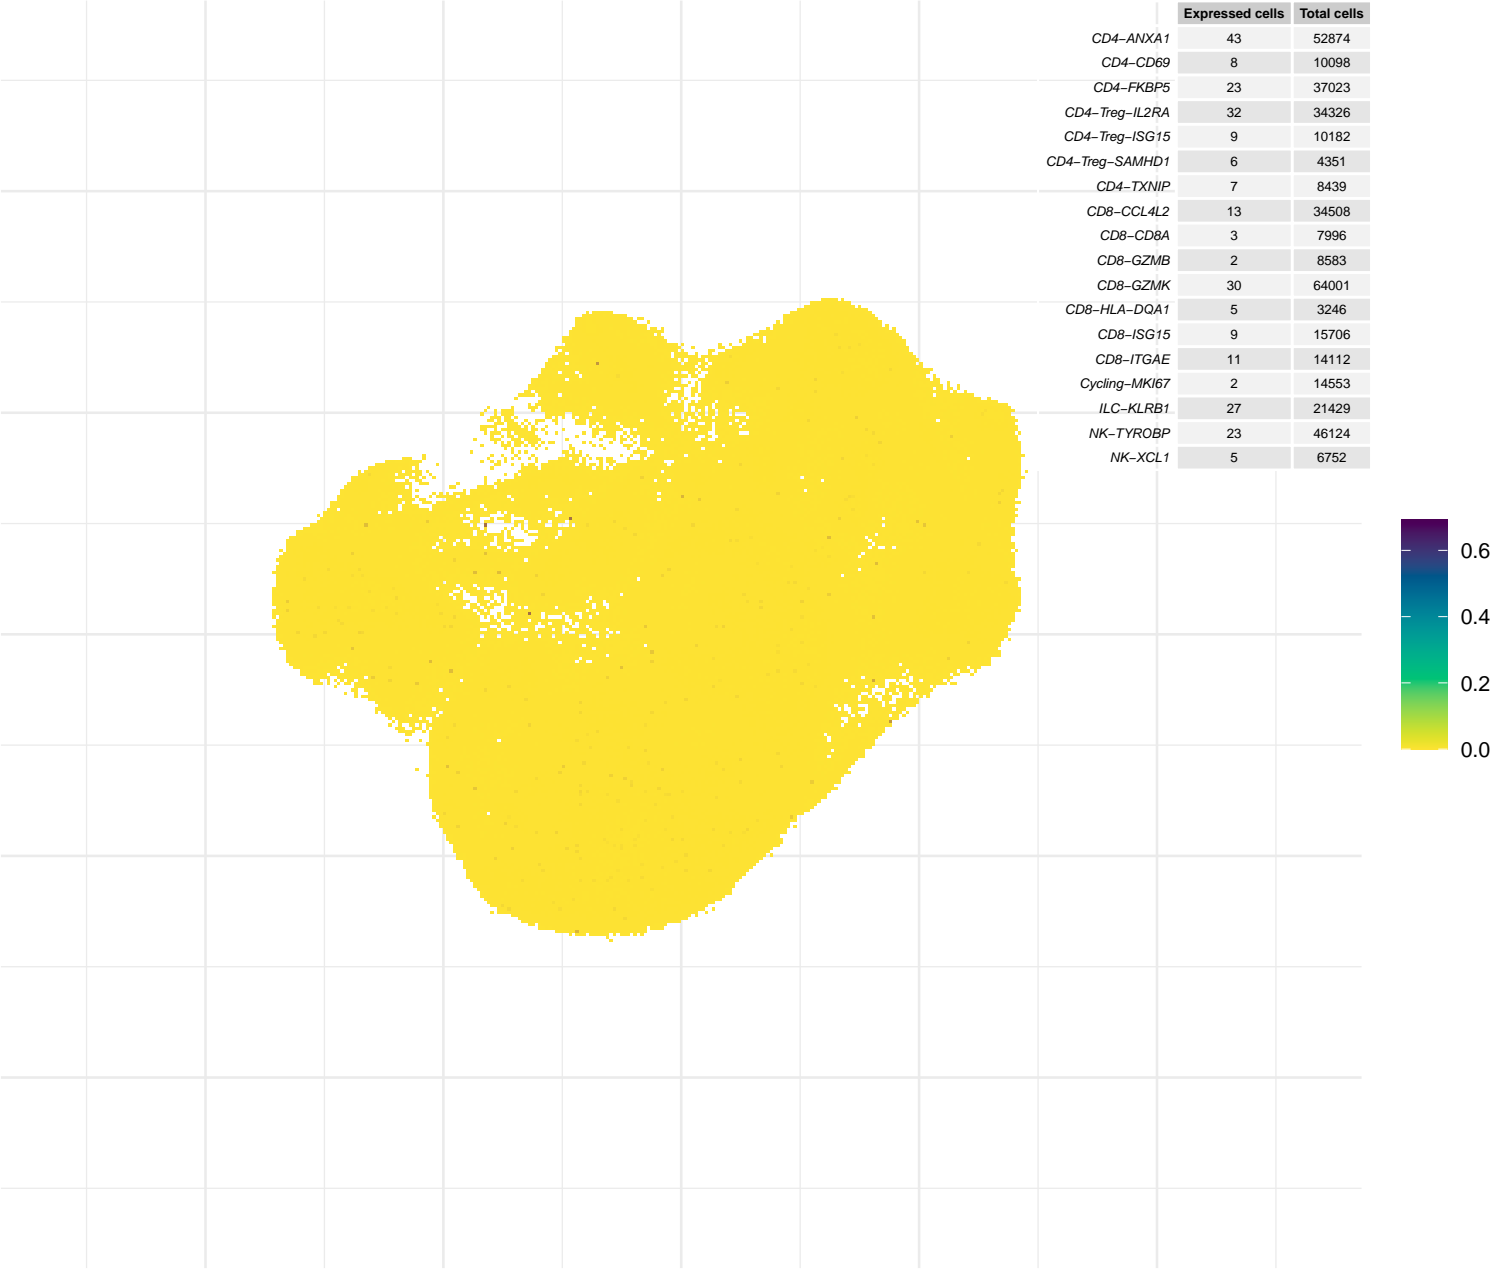 Expressed cells Total cells
CD4−ANXA1 43 52874
CD4−CD69 8 10098
CD4−FKBP5 23 37023
CD4−Treg−IL2RA 32 34326
CD4−Treg−ISG15 9 10182
CD4−Treg−SAMHD1 6 4351
CD4−TXNIP 7 8439
CD8−CCL4L2 13 34508
CD8−CD8A 3 7996
CD8−GZMB 2 8583
CD8−GZMK 30 64001
CD8−HLA−DQA1 5 3246
CD8−ISG15 9 15706
CD8−ITGAE 11 14112
Cycling−MKI67 2 14553
ILC−KLRB1 27 21429
NK−TYROBP 23 46124
NK−XCL1 5 6752
0.6
0.4
0.2
0.0